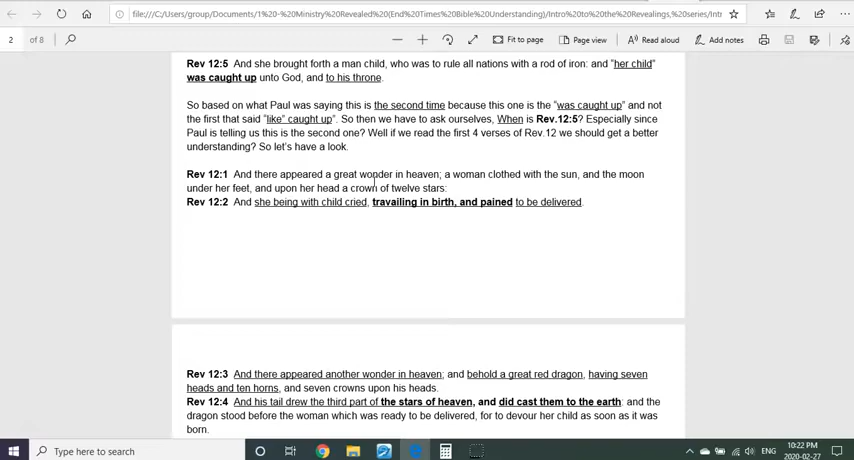 file:///C:/Users/group/Documents/1%20-%20Ministry%20Revealed%20(End%20Times%20Bible%20Understanding)/Intro%20to%20the%20Revealings,%20series/Intr
2 of 8
Fit to page
Page view
Read aloud
Add notes
Rev 12:5 And she brought forth a man child, who was to rule all nations with a rod of iron: and "her child"
was caught up unto God, and to his throne.
So based on what Paul was saying this is the second time because this one is the "was caught up" and not
the first that said "like" caught up". So then we have to ask ourselves, When is Rev.12:5? Especially since
Paul is telling us this is the second one? Well if we read the first 4 verses of Rev.12 we should get a better
understanding? So let's have a look.
Rev 12:1 And there appeared a great wonder in heaven; a woman clothed with the sun, and the moon
under her feet, and upon her head a crown of twelve stars:
Rev 12:2 And she being with child cried, travailing in birth, and pained to be delivered.
Rev 12:3 And there appeared another wonder in heaven; and behold a great red dragon, having seven
heads and ten horns, and seven crowns upon his heads.
Rev 12:4 And his tail drew the third part of the stars of heaven, and did cast them to the earth: and the
dragon stood before the woman which was ready to be delivered, for to devour her child as soon as it was
born.
Type here to search
ENG
10:22 PM
2020-02-27